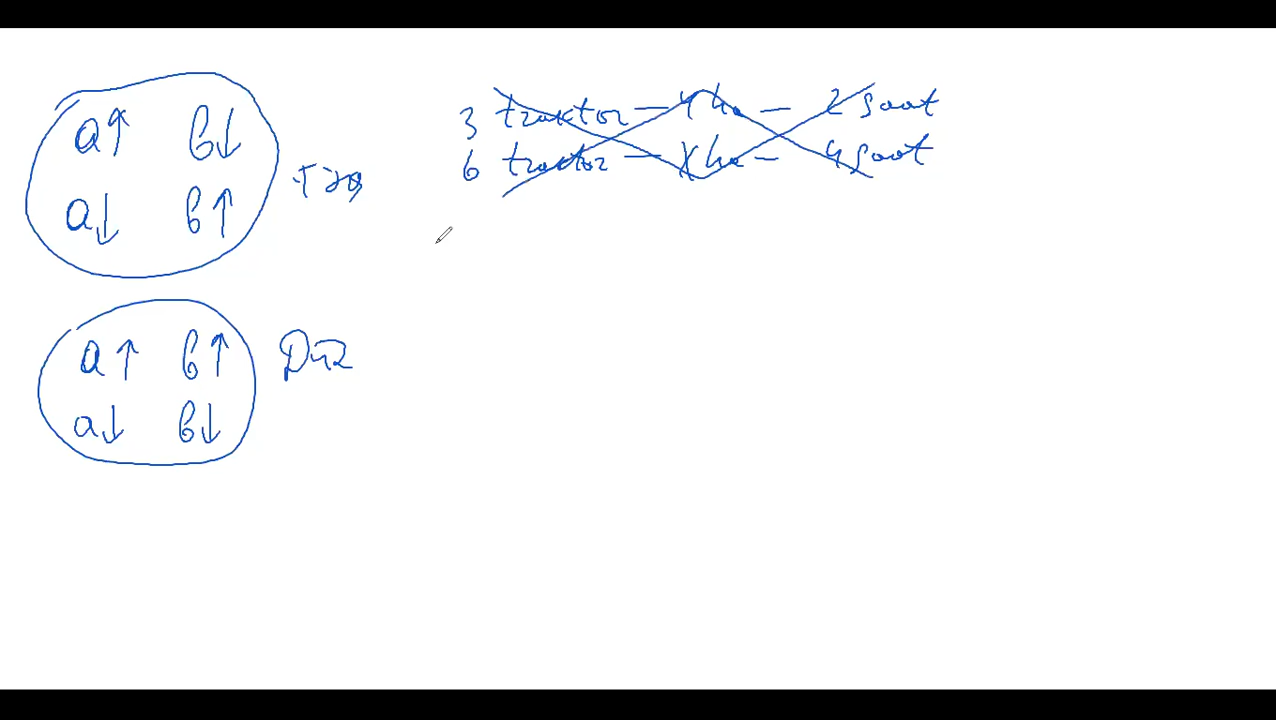 a↑ в↓
a↓ в↑
a↑ в↑
a↓ в↓
3 traktor — 4 ha — 2 soat
6 traktor — x ha — 4 soat